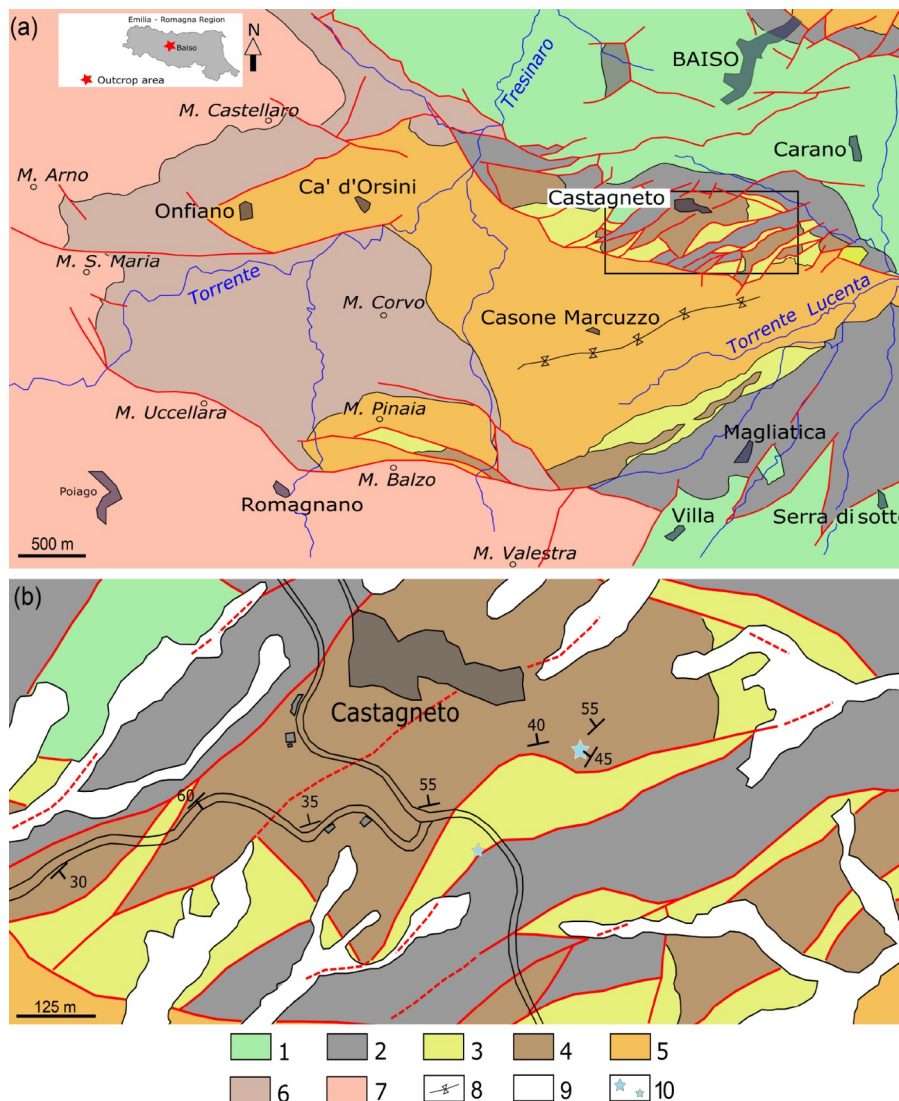 (a)
Emilia - Romagna Region
Baiso
N
Outcrop area
Tresinaro
BAISO
M. Castellaro
Carano
M. Arno
Ca' d'Orsini
Castagneto
Onfiano
M. S. Maria
Torrente
M. Corvo
Casone Marcuzzo
Torrente Lucenta
M. Uccellara
M. Pinaia
Magliatica
M. Balzo
Poiago
Romagnano
Villa
Serra di sotto
500 m
M. Valestra
(b)
Castagneto
40
55
45
60
35
55
30
125 m
1 2 3 4 5
6 7 8 9 10